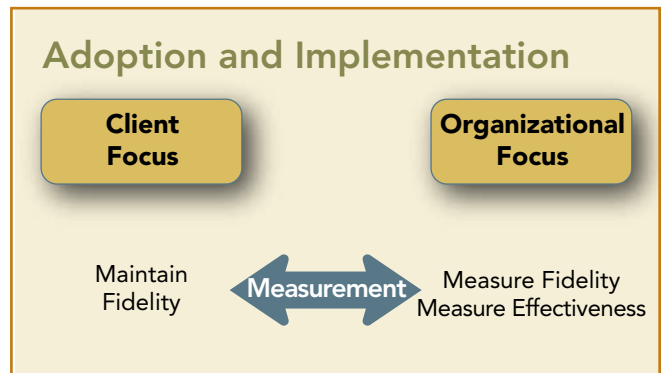 Adoption and Implementation
Client
Focus
Organizational
Focus
Maintain
Fidelity
Measurement
Measure Fidelity
Measure Effectiveness